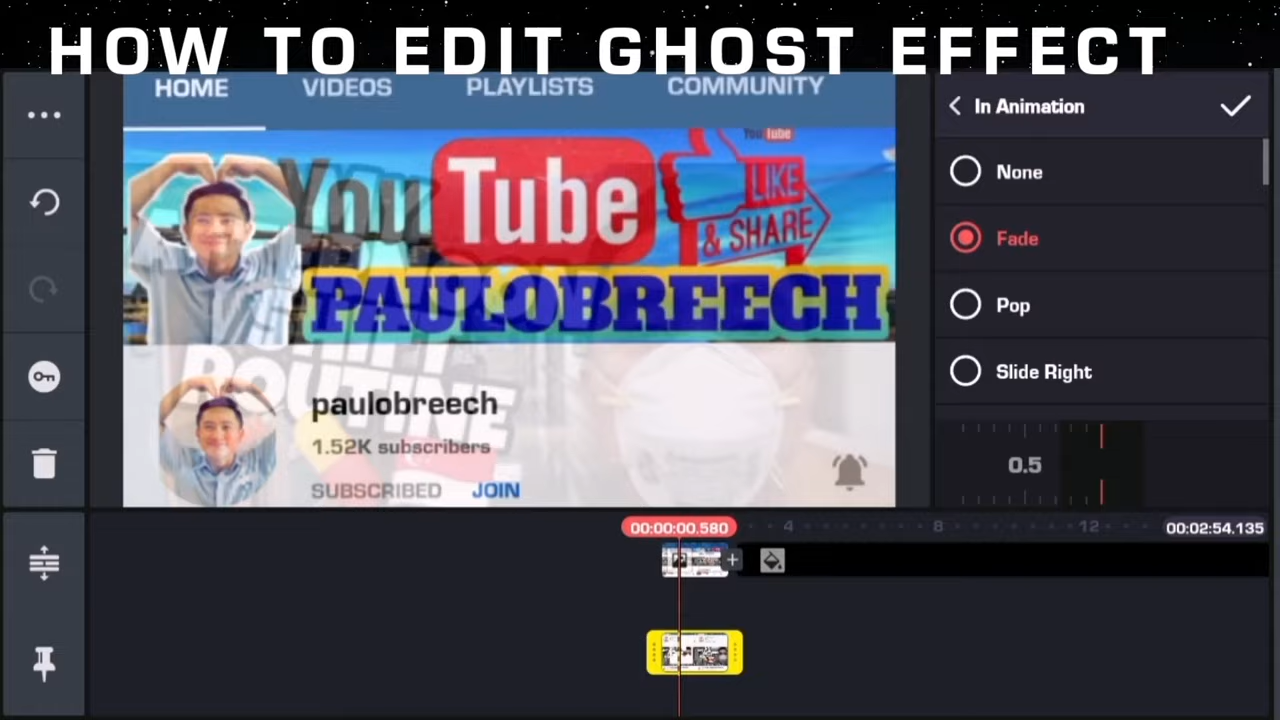 HOW TO EDIT GHOST EFFECT
HOME VIDEOS PLAYLISTS COMMUNITY
In Animation
YouTube
YouTube
LIKE
& SHARE
PAULOBREECH
None
Fade
Pop
Slide Right
ROUTINE
paulobreech
1.52K subscribers
SUBSCRIBED JOIN
0.5
00:00:00.580 4 8 12 00:02:54.135